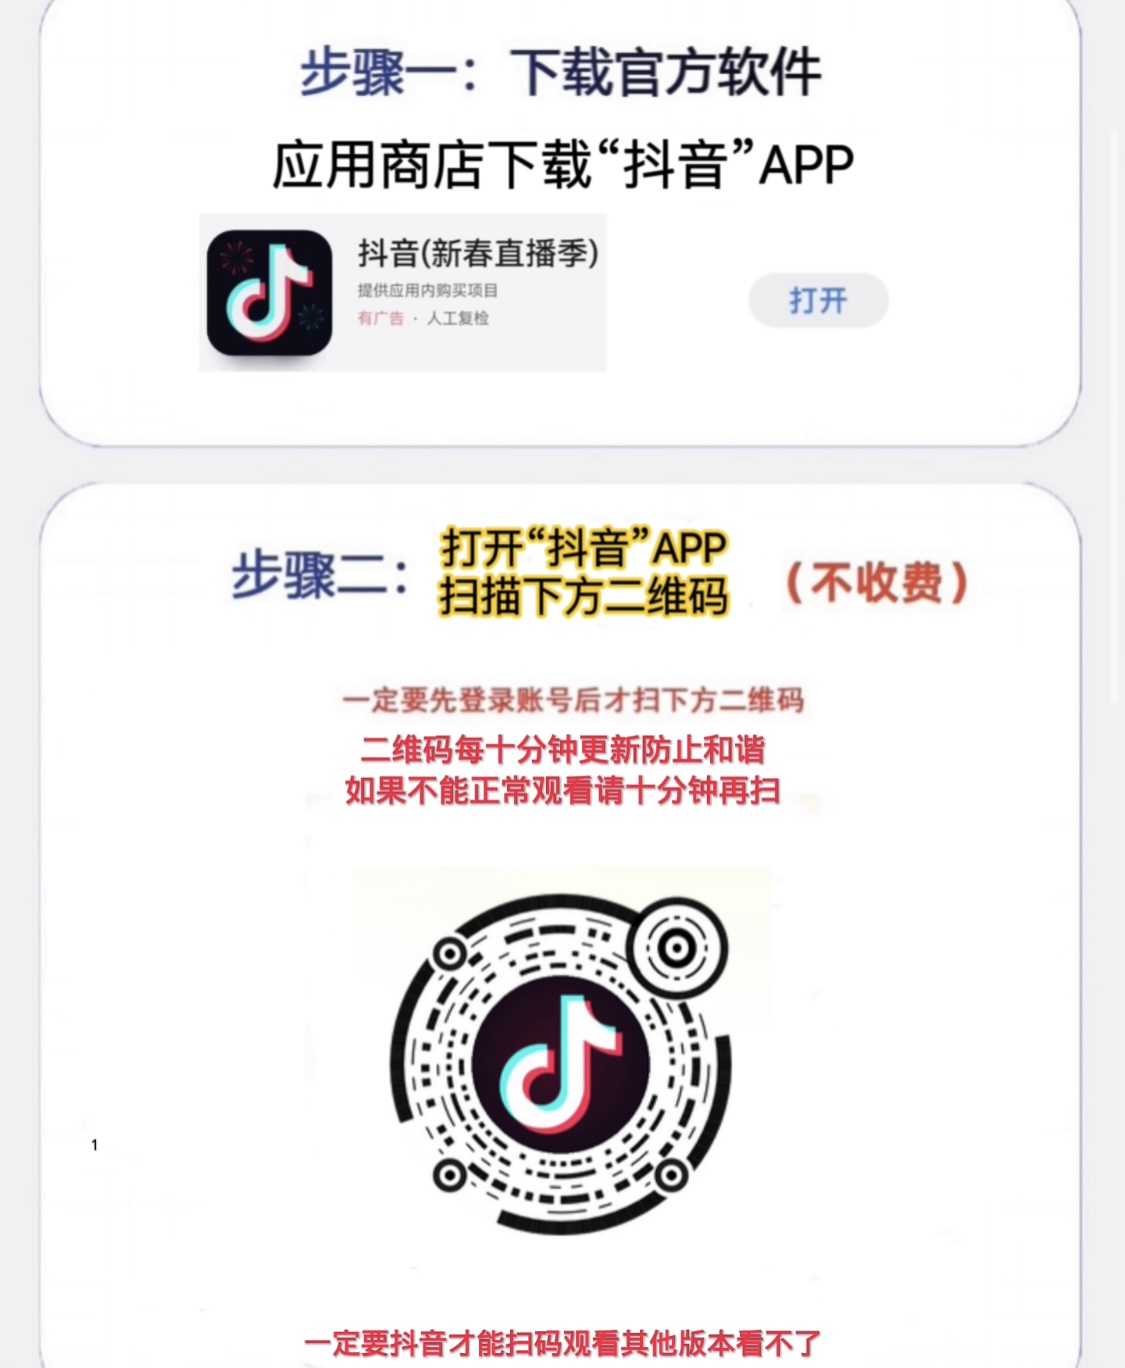 步骤一：下载官方软件
应用商店下载“抖音”APP
抖音(新春直播季)
提供应用内购买项目
有广告 · 人工复检
打开
步骤二：
打开“抖音”APP
扫描下方二维码
（不收费）
一定要先登录账号后才扫下方二维码
二维码每十分钟更新防止和谐
如果不能正常观看请十分钟再扫
1
一定要抖音才能扫码观看其他版本看不了